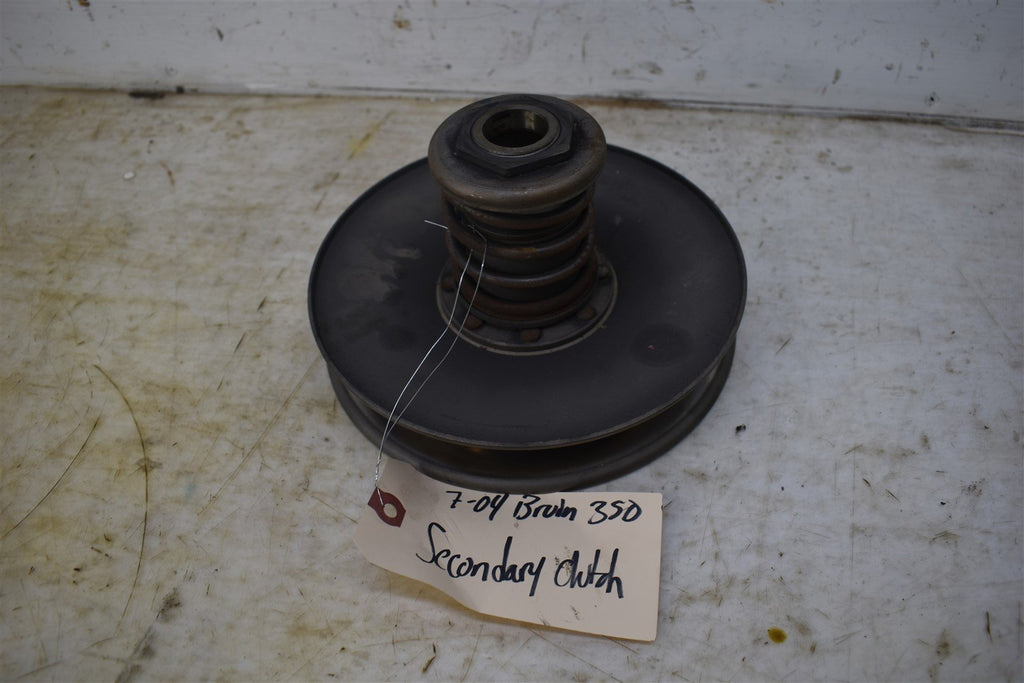 7-04 Bruin 350
Secondary Clutch